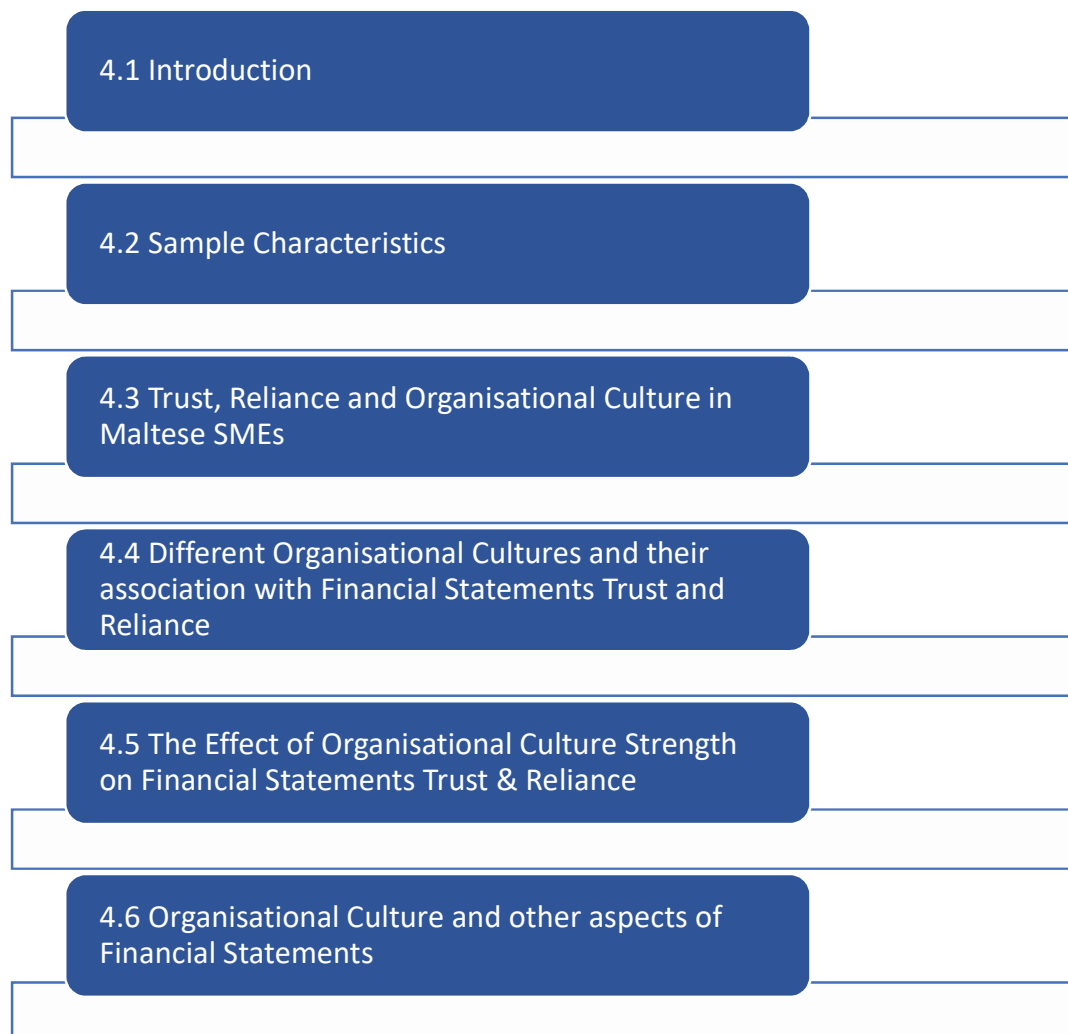 4.1 Introduction
4.2 Sample Characteristics
4.3 Trust, Reliance and Organisational Culture in
Maltese SMEs
4.4 Different Organisational Cultures and their
association with Financial Statements Trust and
Reliance
4.5 The Effect of Organisational Culture Strength
on Financial Statements Trust & Reliance
4.6 Organisational Culture and other aspects of
Financial Statements